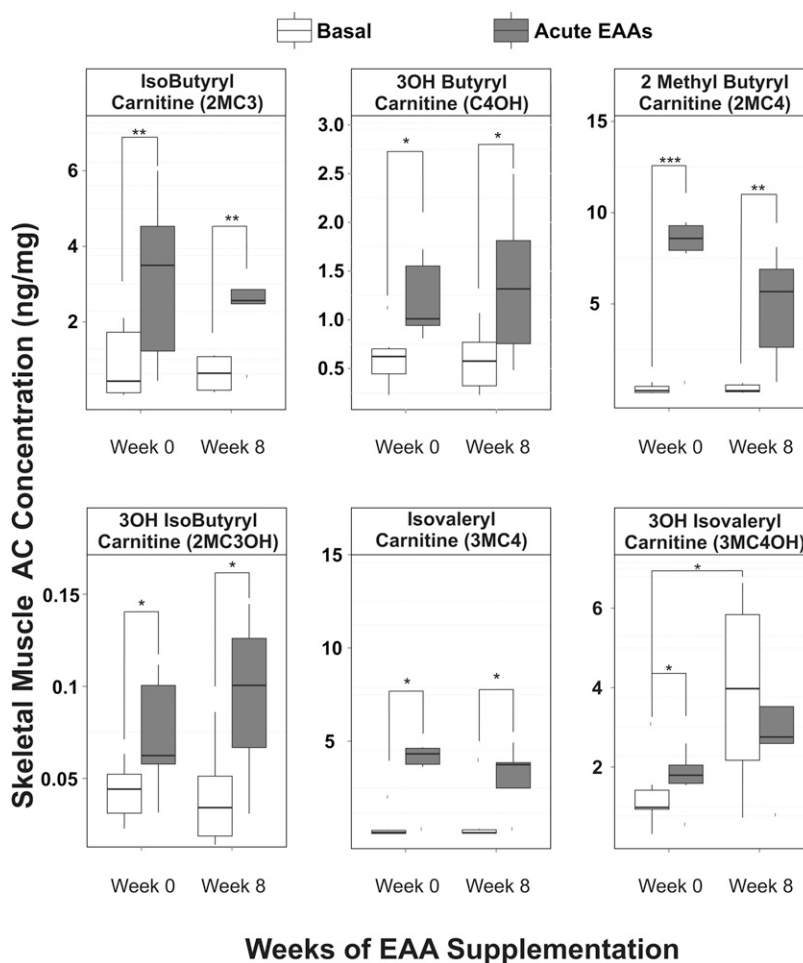 Basal
Acute EAAs
IsoButyryl
Carnitine (2MC3)
3OH Butyryl
Carnitine (C4OH)
2 Methyl Butyryl
Carnitine (2MC4)
Skeletal Muscle AC Concentration (ng/mg)
6
4
2
**
**
3.0
2.5
2.0
1.5
1.0
0.5
*
*
15
10
5
***
**
Week 0 Week 8
Week 0 Week 8
Week 0 Week 8
3OH IsoButyryl
Carnitine (2MC3OH)
Isovaleryl
Carnitine (3MC4)
3OH Isovaleryl
Carnitine (3MC4OH)
0.15
0.1
0.05
*
*
15
10
5
*
*
6
4
2
*
*
Week 0 Week 8
Week 0 Week 8
Week 0 Week 8
Weeks of EAA Supplementation